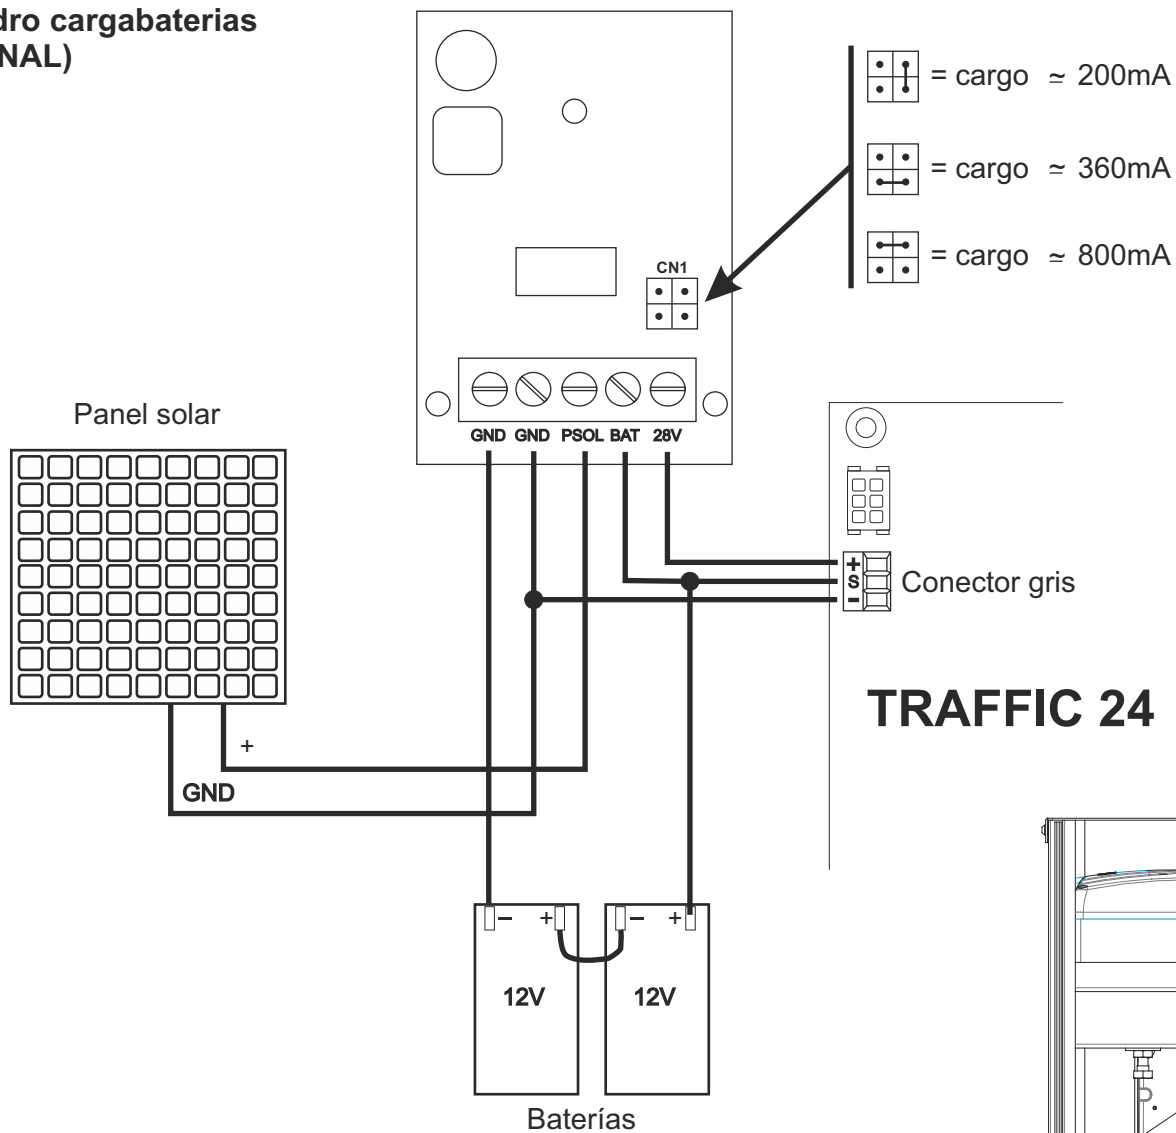 dro cargabaterias
NAL)
= cargo ≃ 200mA
= cargo ≃ 360mA
= cargo ≃ 800mA
CN1
GND GND PSOL BAT 28V
Panel solar
+
S
-
Conector gris
TRAFFIC 24
+
GND
- + - +
12V 12V
Baterías